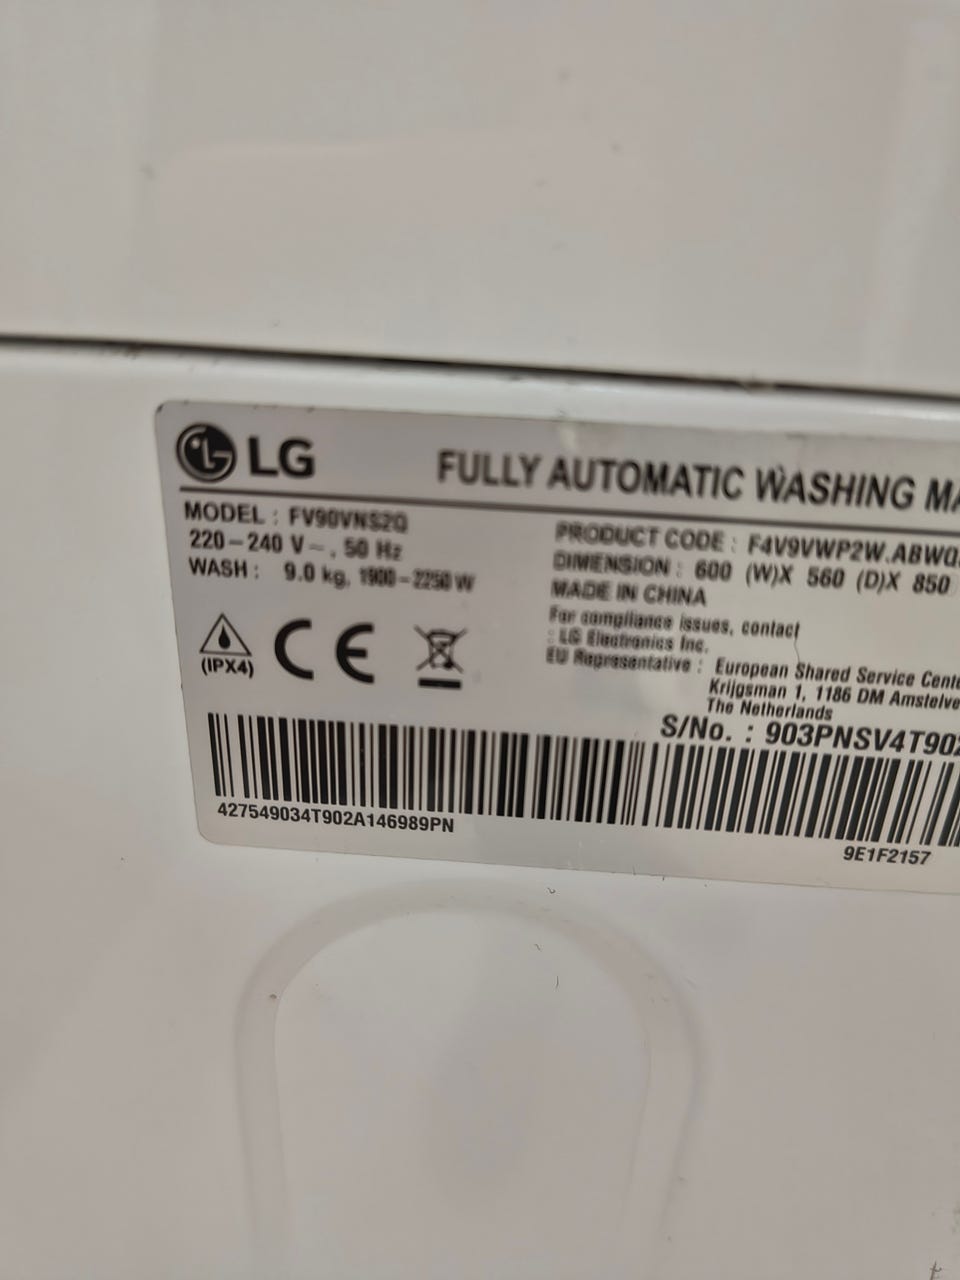 LG
FULLY AUTOMATIC WASHING MA
MODEL : FV90VNS2Q
220-240 V~, 50 Hz
WASH : 9.0 kg, 1900-2250 W
PRODUCT CODE : F4V9VWP2W.ABWQ
DIMENSION : 600 (W)X 560 (D)X 850
MADE IN CHINA
For compliance issues, contact
: LG Electronics Inc.
EU Representative : European Shared Service Cente
Krijgsman 1, 1186 DM Amstelve
The Netherlands
(IPX4)
CE
S/No. : 903PNSV4T902
427549034T902A146989PN
9E1F2157